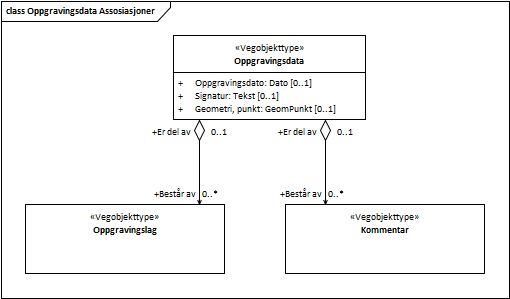 class Oppgravingsdata Assosiasjoner
«Vegobjekttype»
Oppgravingsdata
+ Oppgravingsdato: Dato [0..1]
+ Signatur: Tekst [0..1]
+ Geometri, punkt: GeomPunkt [0..1]
+Er del av 0..1 +Er del av 0..1
+Består av 0..* +Består av 0..*
«Vegobjekttype»
Oppgravingslag
«Vegobjekttype»
Kommentar